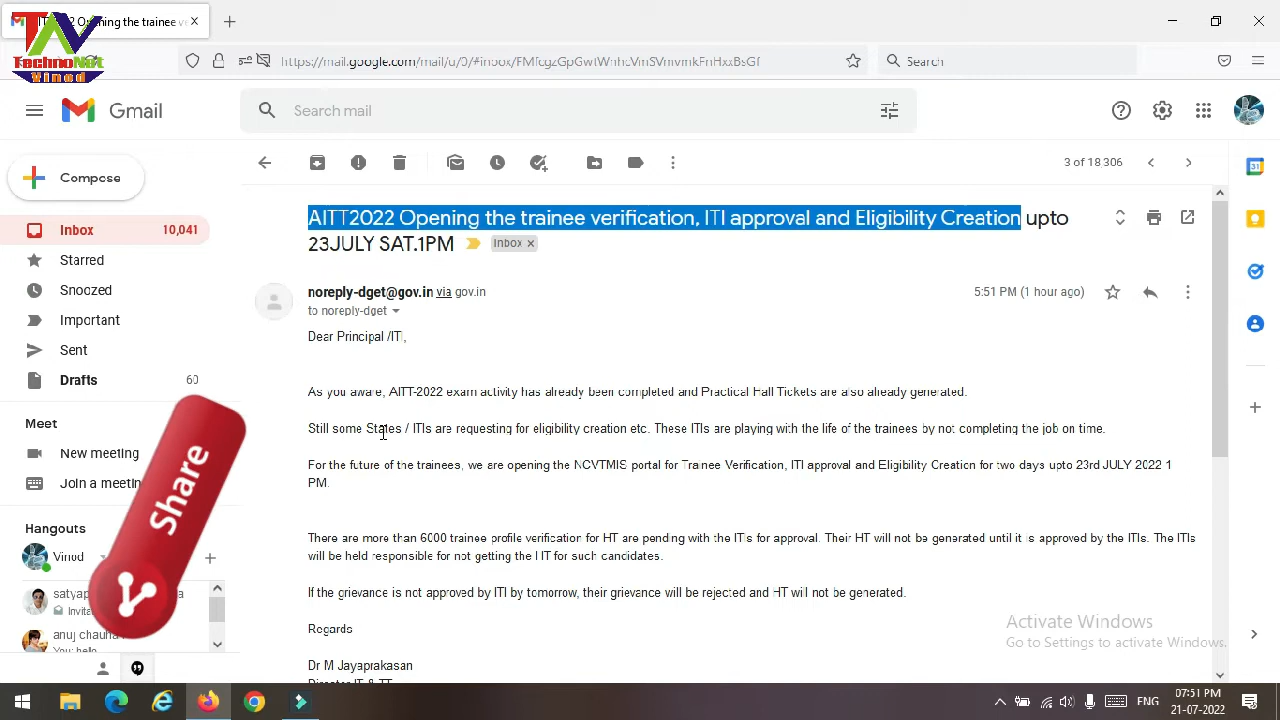 AITT2022 Opening the trainee ve
TechnoNet
Vinod
https://mail.google.com/mail/u/0/#inbox/FMfcgzGpGwtWnhcVmSVmvmkFnHxxBsGf
Search
Gmail
Search mail
Compose
3 of 18,306
Inbox 10,041
Starred
Snoozed
Important
Sent
Drafts 60
Meet
New meeting
Join a meetin
Hangouts
Vinod
satyap
Invita
anuj chauha
You: hello
Share
AITT2022 Opening the trainee verification, ITI approval and Eligibility Creation upto
23JULY SAT.1PM Inbox ×
noreply-dget@gov.in via gov.in
5:51 PM (1 hour ago)
to noreply-dget
Dear Principal /ITI,
As you aware, AITT-2022 exam activity has already been completed and Practical Hall Tickets are also already generated.
Still some States / ITIs are requesting for eligibility creation etc. These ITIs are playing with the life of the trainees by not completing the job on time.
For the future of the trainees, we are opening the NCVTMIS portal for Trainee Verification, ITI approval and Eligibility Creation for two days upto 23rd JULY 2022 1
PM.
There are more than 6000 trainee profile verification for HT are pending with the ITIs for approval. Their HT will not be generated until it is approved by the ITIs. The ITIs
will be held responsible for not getting the HT for such candidates.
If the grievance is not approved by ITI by tomorrow, their grievance will be rejected and HT will not be generated.
Regards
Dr M Jayaprakasan
Director IT & TT
Activate Windows
Go to Settings to activate Windows.
ENG
07:51 PM
21-07-2022